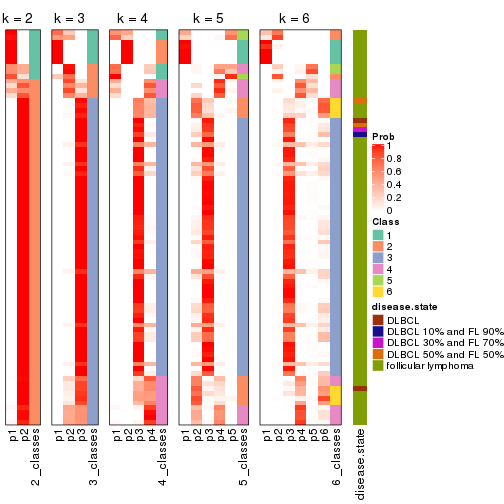 k = 2 k = 3 k = 4 k = 5 k = 6
Prob
1
0.8
0.6
0.4
0.2
0
Class
1
2
3
4
5
6
disease.state
DLBCL
DLBCL 10% and FL 90%
DLBCL 30% and FL 70%
DLBCL 50% and FL 50%
follicular lymphoma
p1 p2 2_classes p1 p2 p3 3_classes p1 p2 p3 p4 4_classes p1 p2 p3 p4 p5 5_classes p1 p2 p3 p4 p5 p6 6_classes disease.state